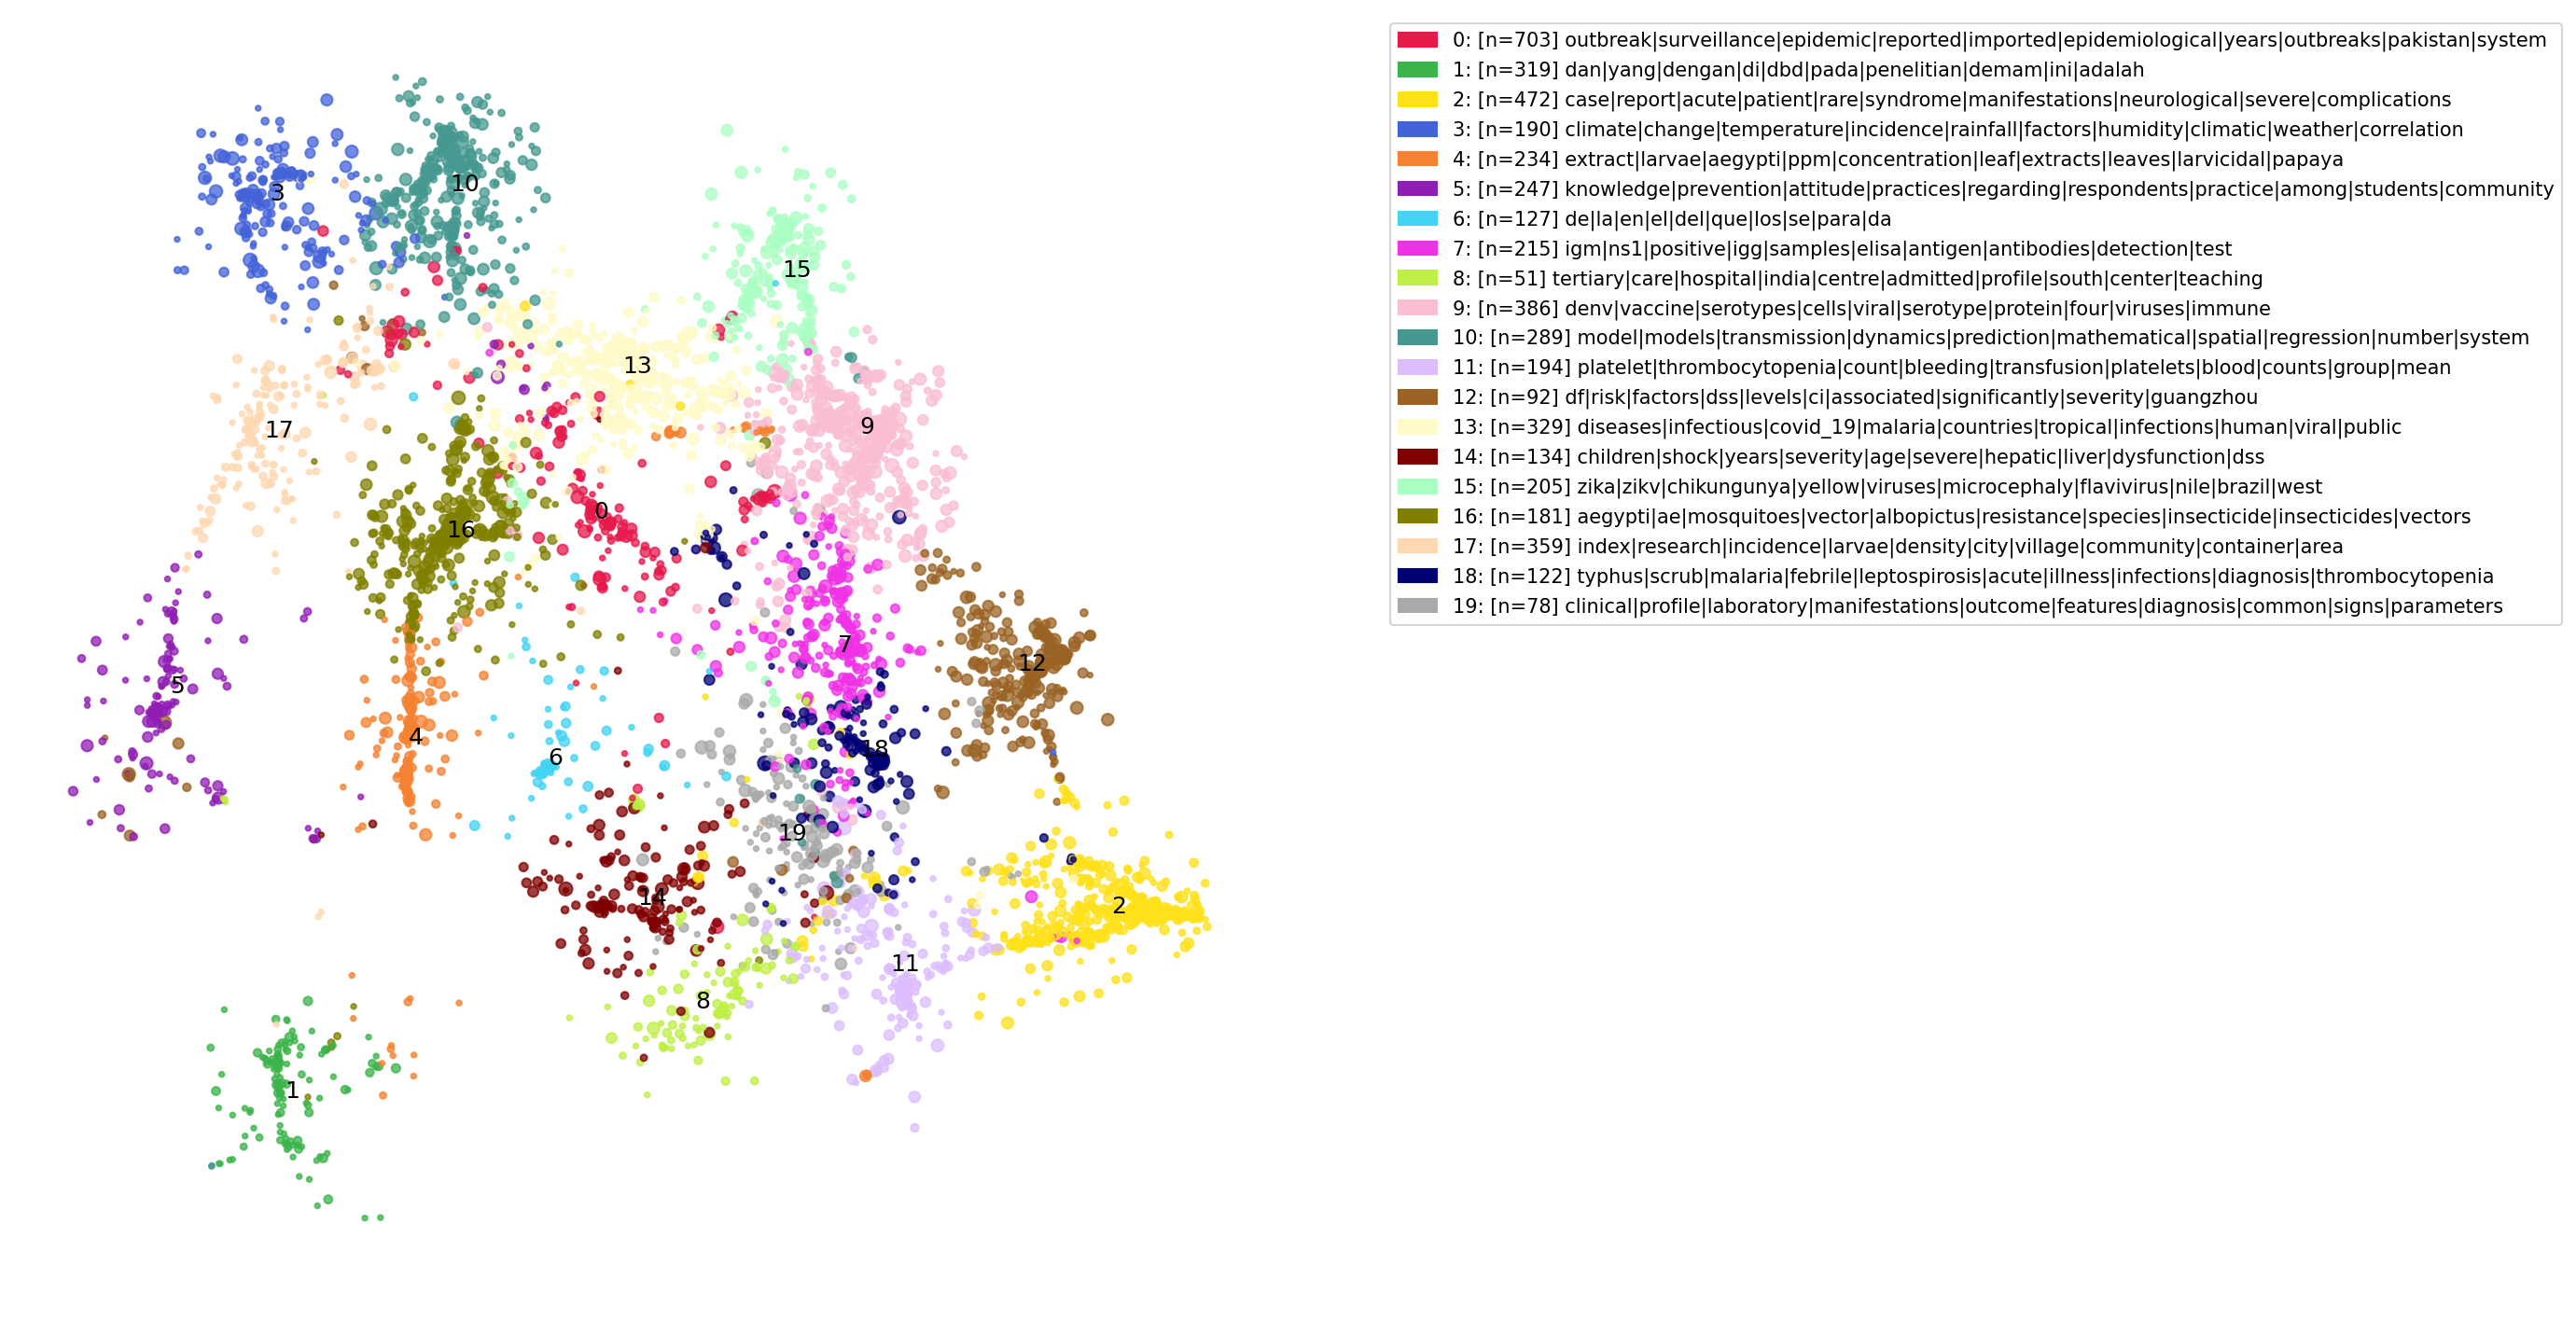 0: [n=703] outbreak|surveillance|epidemic|reported|imported|epidemiological|years|outbreaks|pakistan|system
1: [n=319] dan|yang|dengan|di|dbd|pada|penelitian|demam|ini|adalah
2: [n=472] case|report|acute|patient|rare|syndrome|manifestations|neurological|severe|complications
3: [n=190] climate|change|temperature|incidence|rainfall|factors|humidity|climatic|weather|correlation
4: [n=234] extract|larvae|aegypti|ppm|concentration|leaf|extracts|leaves|larvicidal|papaya
5: [n=247] knowledge|prevention|attitude|practices|regarding|respondents|practice|among|students|community
6: [n=127] de|la|en|el|del|que|los|se|para|da
7: [n=215] igm|ns1|positive|igg|samples|elisa|antigen|antibodies|detection|test
8: [n=51] tertiary|care|hospital|india|centre|admitted|profile|south|center|teaching
9: [n=386] denv|vaccine|serotypes|cells|viral|serotype|protein|four|viruses|immune
10: [n=289] model|models|transmission|dynamics|prediction|mathematical|spatial|regression|number|system
11: [n=194] platelet|thrombocytopenia|count|bleeding|transfusion|platelets|blood|counts|group|mean
12: [n=92] df|risk|factors|dss|levels|ci|associated|significantly|severity|guangzhou
13: [n=329] diseases|infectious|covid_19|malaria|countries|tropical|infections|human|viral|public
14: [n=134] children|shock|years|severity|age|severe|hepatic|liver|dysfunction|dss
15: [n=205] zika|zikv|chikungunya|yellow|viruses|microcephaly|flavivirus|nile|brazil|west
16: [n=181] aegypti|ae|mosquitoes|vector|albopictus|resistance|species|insecticide|insecticides|vectors
17: [n=359] index|research|incidence|larvae|density|city|village|community|container|area
18: [n=122] typhus|scrub|malaria|febrile|leptospirosis|acute|illness|infections|diagnosis|thrombocytopenia
19: [n=78] clinical|profile|laboratory|manifestations|outcome|features|diagnosis|common|signs|parameters
3
10
15
13
17
9
0
16
7
12
5
4
6
18
19
14
2
11
8
1